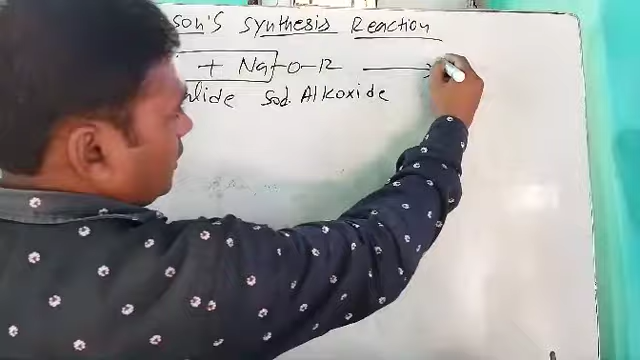 son's Synthesis Reaction
+ Na-O-R →
alide Sod. Alkoxide